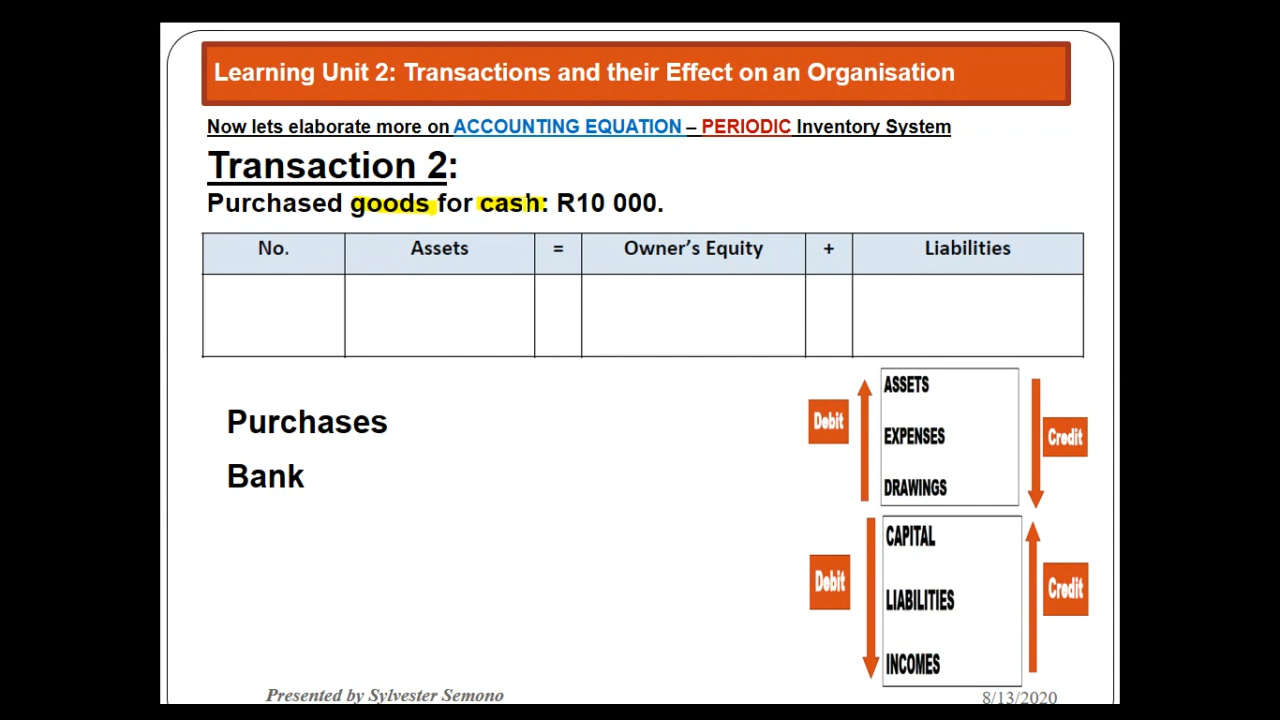 Learning Unit 2: Transactions and their Effect on an Organisation
Now lets elaborate more on ACCOUNTING EQUATION – PERIODIC Inventory System
Transaction 2:
Purchased goods for cash: R10 000.
No. Assets = Owner's Equity + Liabilities
Purchases
Bank
ASSETS
Debit
EXPENSES
Credit
DRAWINGS
CAPITAL
Debit
Credit
LIABILITIES
INCOMES
Presented by Sylvester Semono
8/13/2020